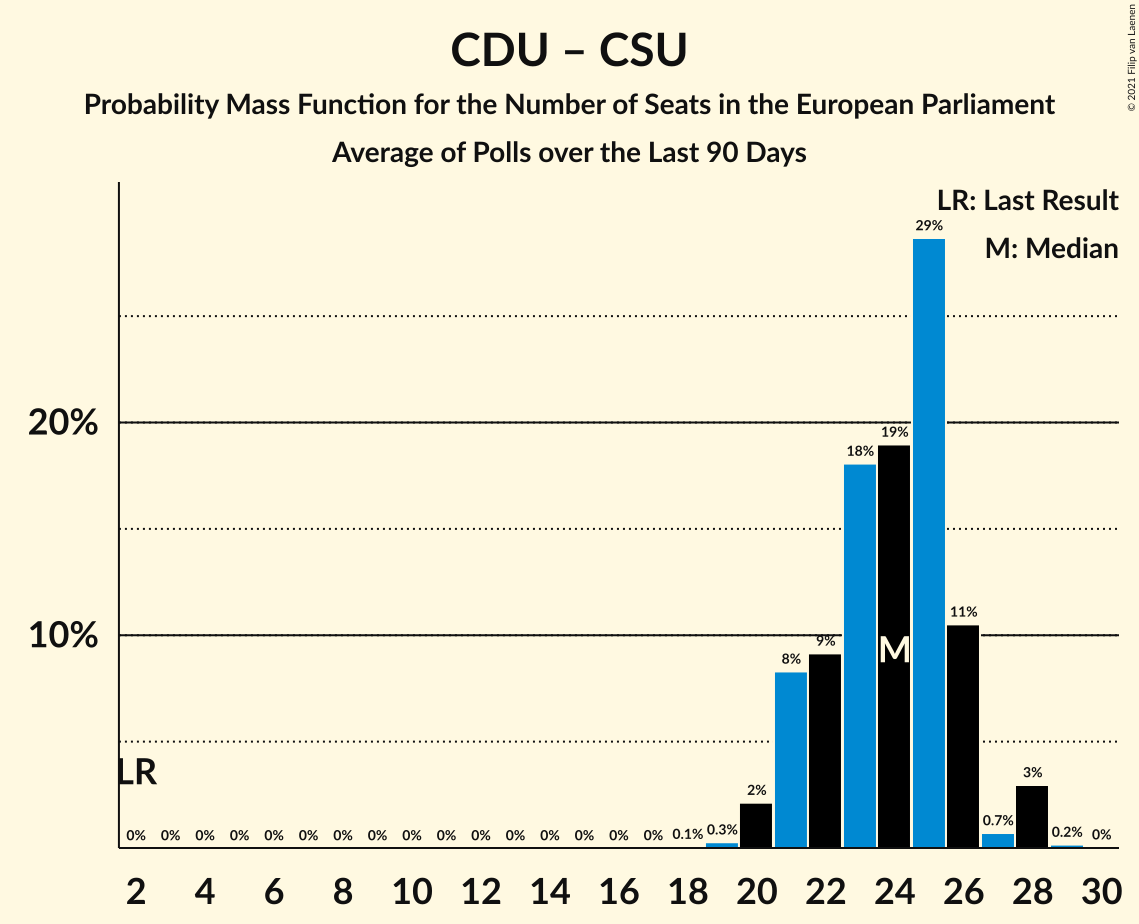 CDU – CSU
Probability Mass Function for the Number of Seats in the European Parliament
Average of Polls over the Last 90 Days
© 2021 Filip van Laenen
LR: Last Result
M: Median
20%
10%
LR
M
0% 0% 0% 0% 0% 0% 0% 0% 0% 0% 0% 0% 0% 0% 0% 0% 0.1% 0.3% 2% 8% 9% 18% 19% 29% 11% 0.7% 3% 0.2% 0%
2 4 6 8 10 12 14 16 18 20 22 24 26 28 30